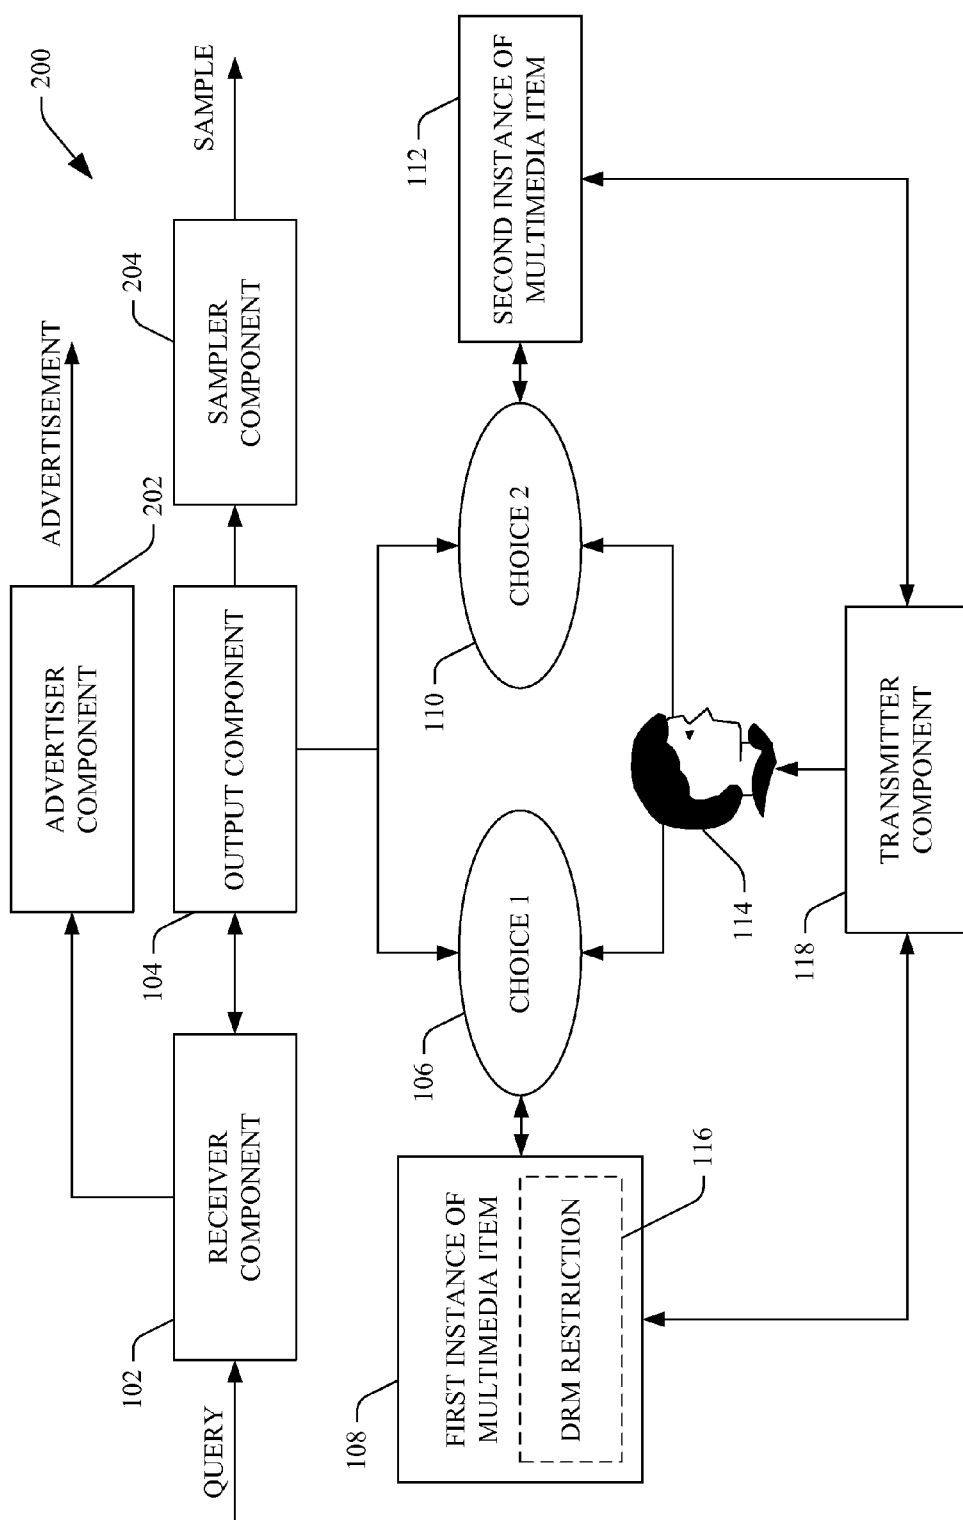 200
ADVERTISEMENT
SAMPLE
ADVERTISER
COMPONENT
202
204
QUERY
102
RECEIVER
COMPONENT
104
OUTPUT COMPONENT
SAMPLER
COMPONENT
108
FIRST INSTANCE OF
MULTIMEDIA ITEM
DRM RESTRICTION
116
106
CHOICE 1
110
CHOICE 2
112
SECOND INSTANCE OF
MULTIMEDIA ITEM
114
118
TRANSMITTER
COMPONENT